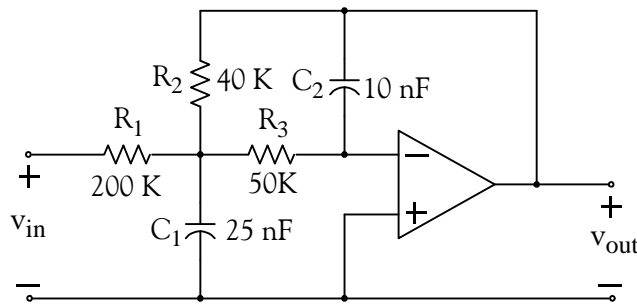 R2 40 K C2 10 nF
R1 R3
200 K 50K
+ − + +
vin C1 25 nF vout
− −